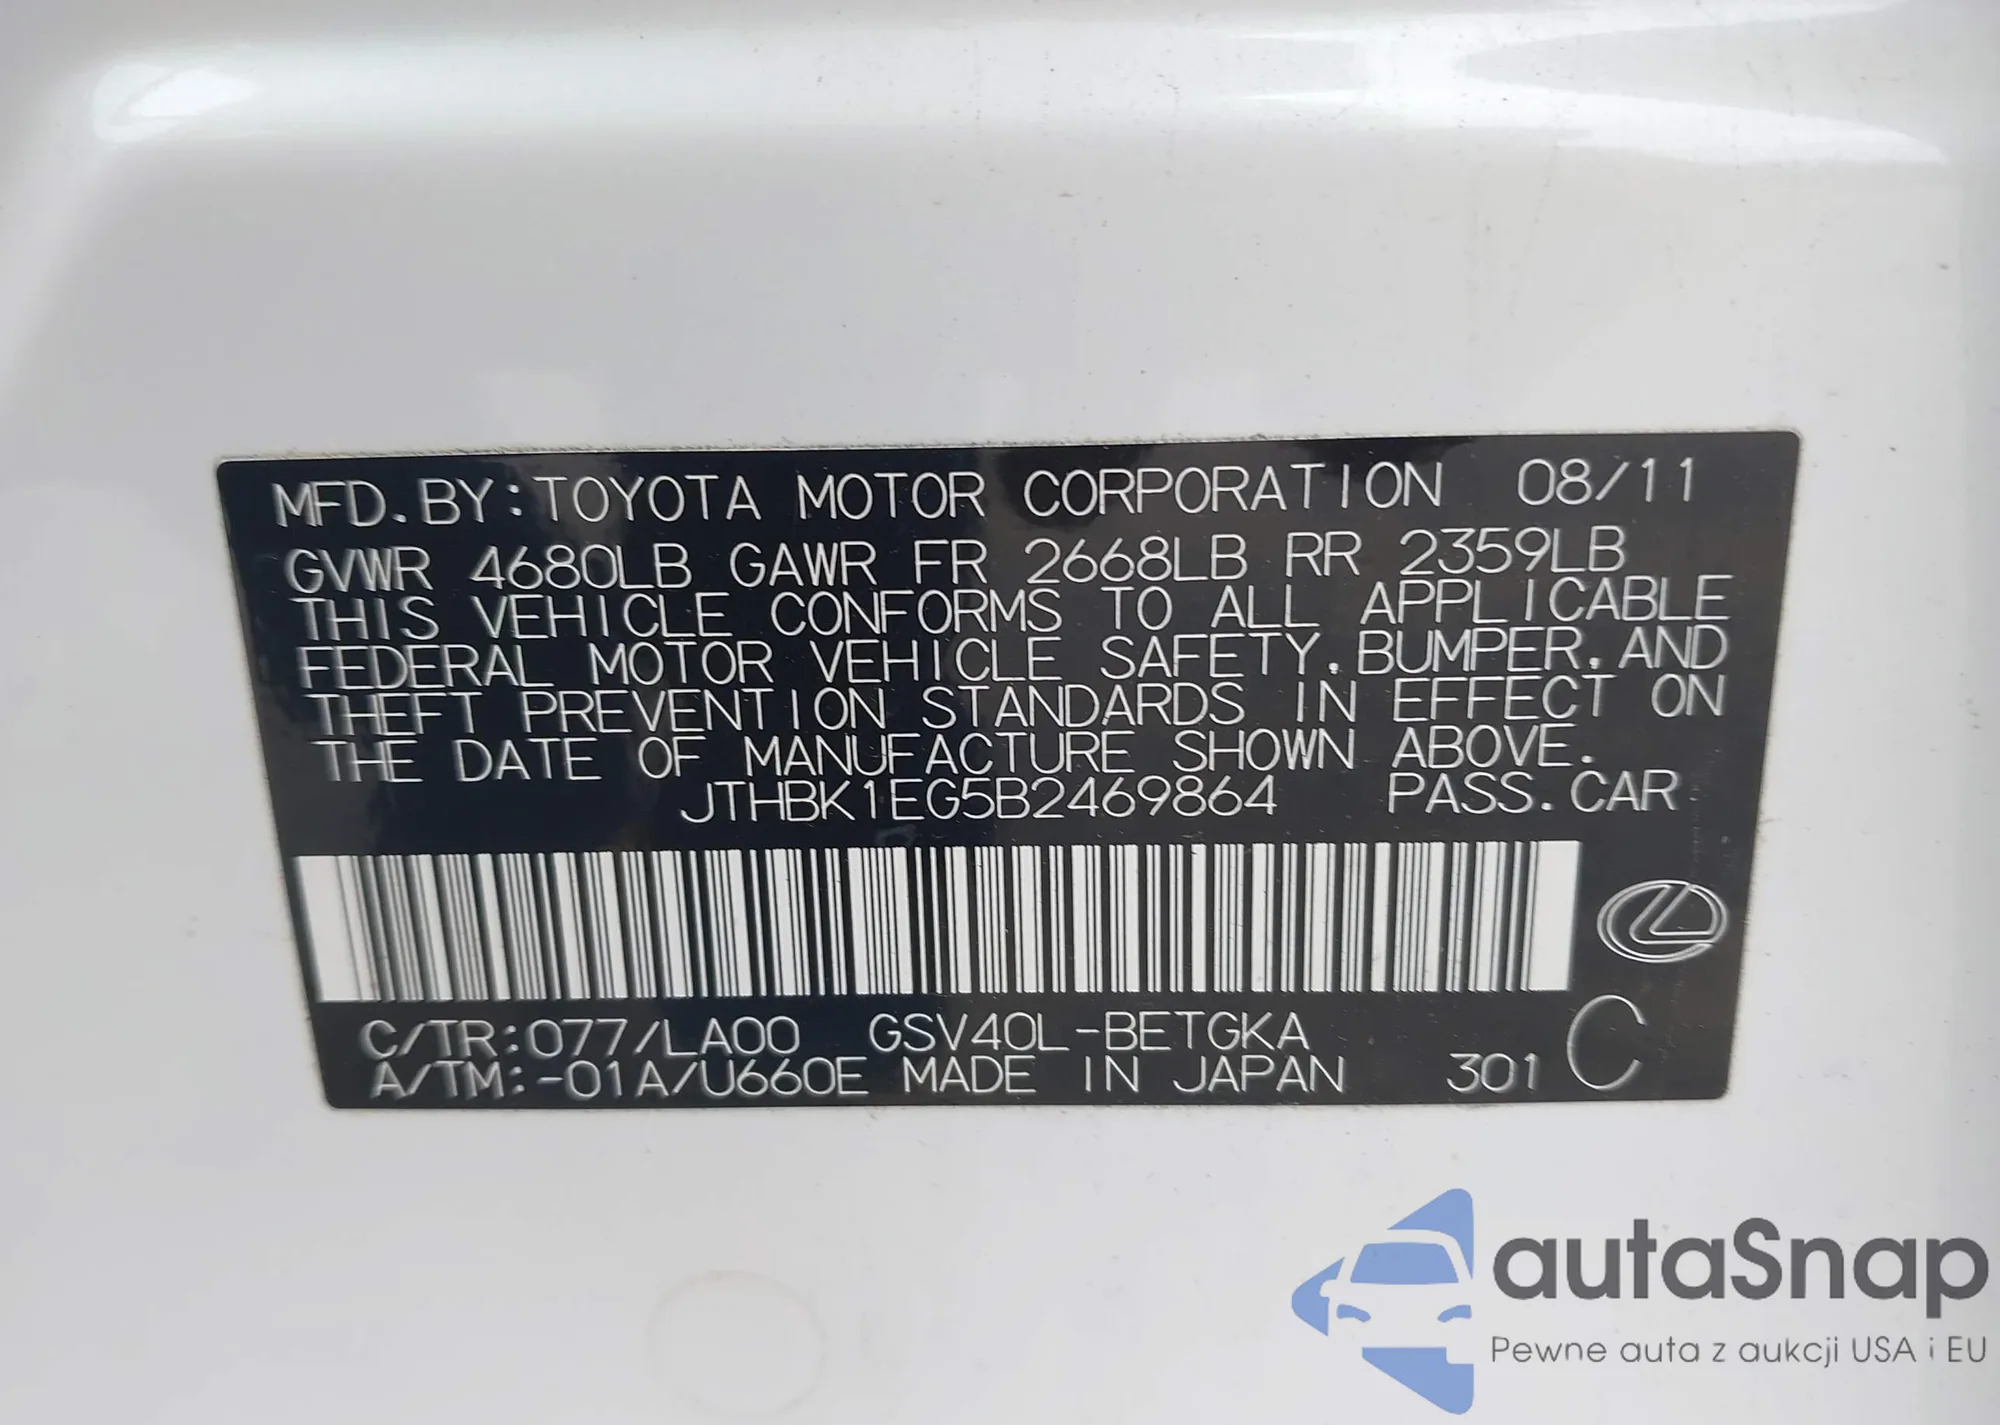 MFD. BY: TOYOTA MOTOR CORPORATION 08/11
GVWR 4680LB GAWR FR 2668LB RR 2359LB
THIS VEHICLE CONFORMS TO ALL APPLICABLE
FEDERAL MOTOR VEHICLE SAFETY, BUMPER, AND
THEFT PREVENTION STANDARDS IN EFFECT ON
THE DATE OF MANUFACTURE SHOWN ABOVE.
JTHBK1EG5B2469864 PASS. CAR
C/TR: 077/LA00 GSV40L-BETGKA
A/TM: -01A/U660E MADE IN JAPAN 301 C
autaSnap
Pewne auta z aukcji USA i EU